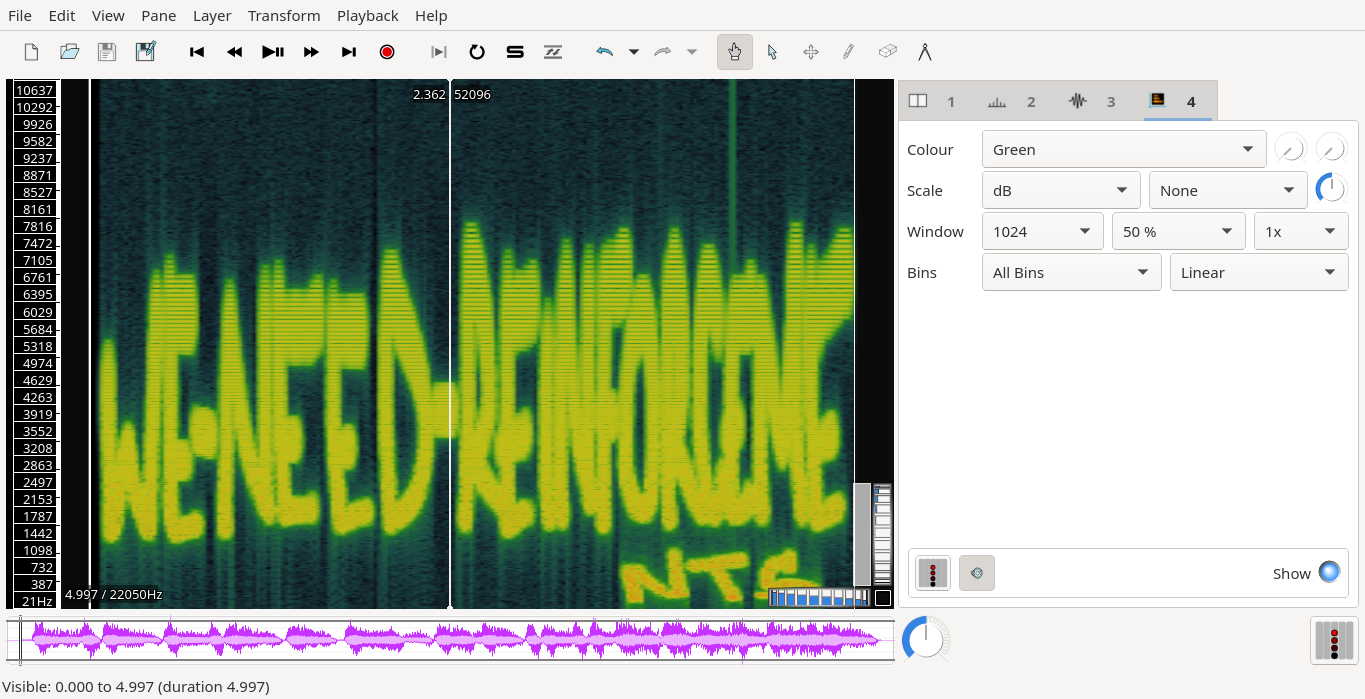 File Edit View Pane Layer Transform Playback Help
1 2 3 4
10637
10292
9926
9582
9237
8871
8527
8161
7816
7472
7105
6761
6395
6029
5684
5318
4974
4629
4263
3919
3552
3208
2863
2497
2153
1787
1442
1098
732
387
21Hz
2.362 52096
WE-NEED-REINFORCEME
NTS
4.997 / 22050Hz
Colour Green
Scale dB None
Window 1024 50 % 1x
Bins All Bins Linear
Show
Visible: 0.000 to 4.997 (duration 4.997)